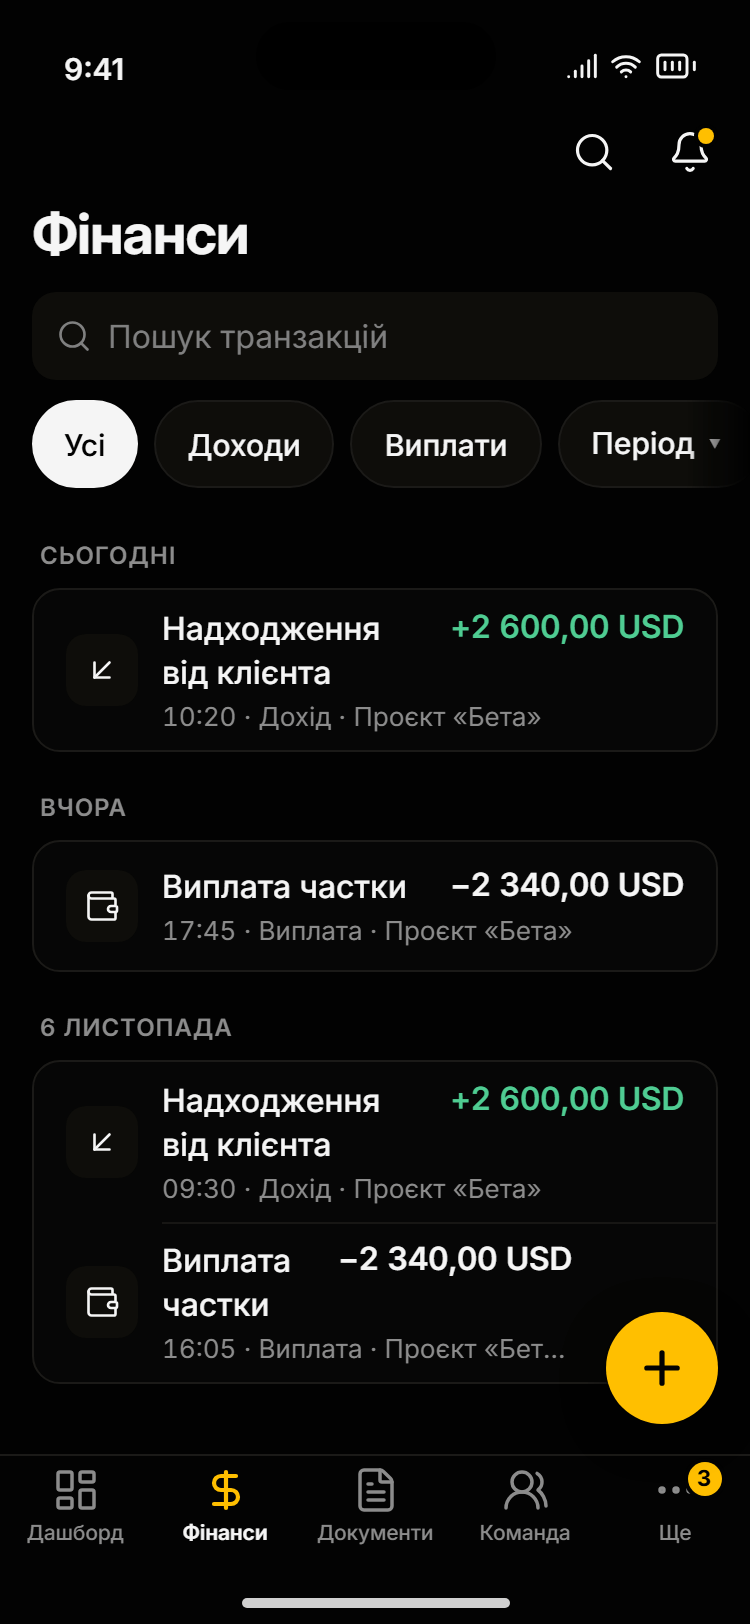 9:41
Фінанси
Пошук транзакцій
Усі
Доходи
Виплати
Період
СЬОГОДНІ
Надходження
від клієнта
+2 600,00 USD
10:20 · Дохід · Проєкт «Бета»
ВЧОРА
Виплата частки
−2 340,00 USD
17:45 · Виплата · Проєкт «Бета»
6 ЛИСТОПАДА
Надходження
від клієнта
+2 600,00 USD
09:30 · Дохід · Проєкт «Бета»
Виплата
частки
−2 340,00 USD
16:05 · Виплата · Проєкт «Бет...
3
Дашборд
Фінанси
Документи
Команда
Ще